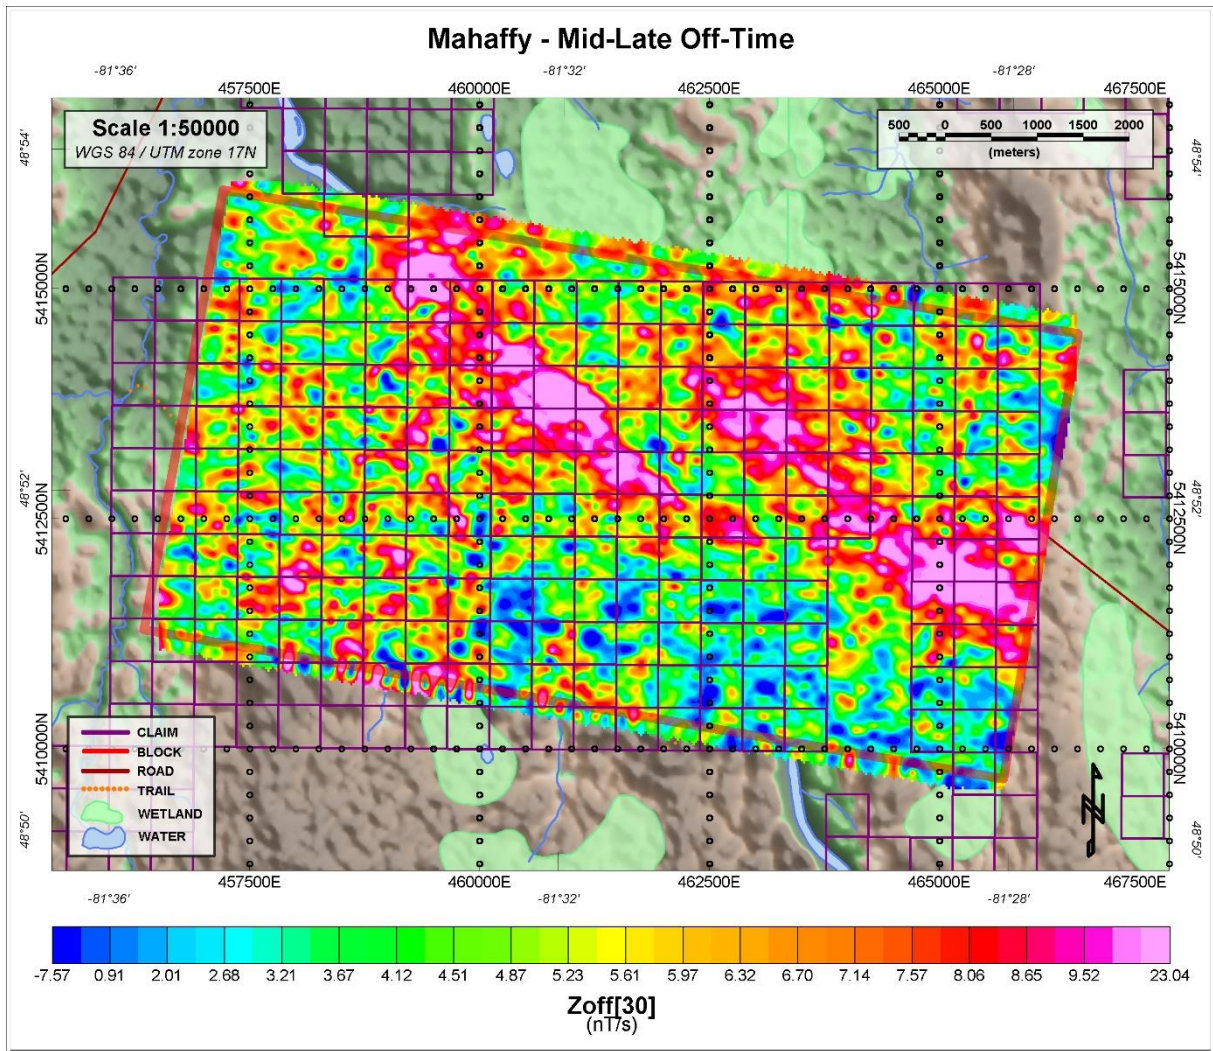 Mahaffy - Mid-Late Off-Time
-81°36'
-81°32'
-81°28'
457500E
460000E
462500E
465000E
467500E
Scale 1:50000
WGS 84 / UTM zone 17N
500 0 500 1000 1500 2000
(meters)
48°54'
48°54'
5415000N
5415000N
48°52'
48°52'
5412500N
5412500N
5410000N
5410000N
48°50'
48°50'
CLAIM
BLOCK
ROAD
TRAIL
WETLAND
WATER
N
457500E
460000E
462500E
465000E
467500E
-81°36'
-81°32'
-81°28'
-7.57 0.91 2.01 2.68 3.21 3.67 4.12 4.51 4.87 5.23 5.61 5.97 6.32 6.70 7.14 7.57 8.06 8.65 9.52 23.04
Zoff[30]
(nT/s)